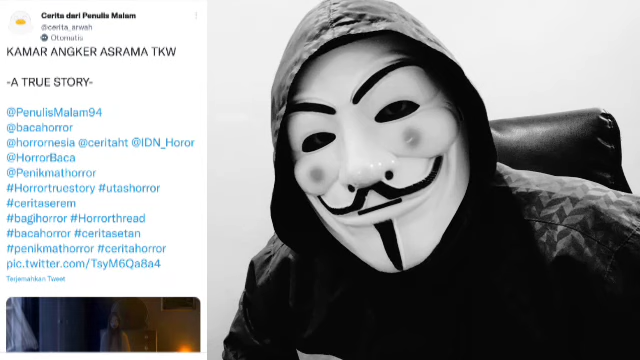 Cerita dari Penulis Malam
@cerita_arwah
Otomatis
KAMAR ANGKER ASRAMA TKW
-A TRUE STORY-
@PenulisMalam94
@bacahorror
@horrornesia @ceritaht @IDN_Horor
@HorrorBaca
@Penikmathorror
#Horrortruestory #utashorror
#ceritaserem
#bagihorror #Horrorthread
#bacahorror #ceritasetan
#penikmathorror #ceritahorror
pic.twitter.com/TsyM6Qa8a4
Terjemahkan Tweet